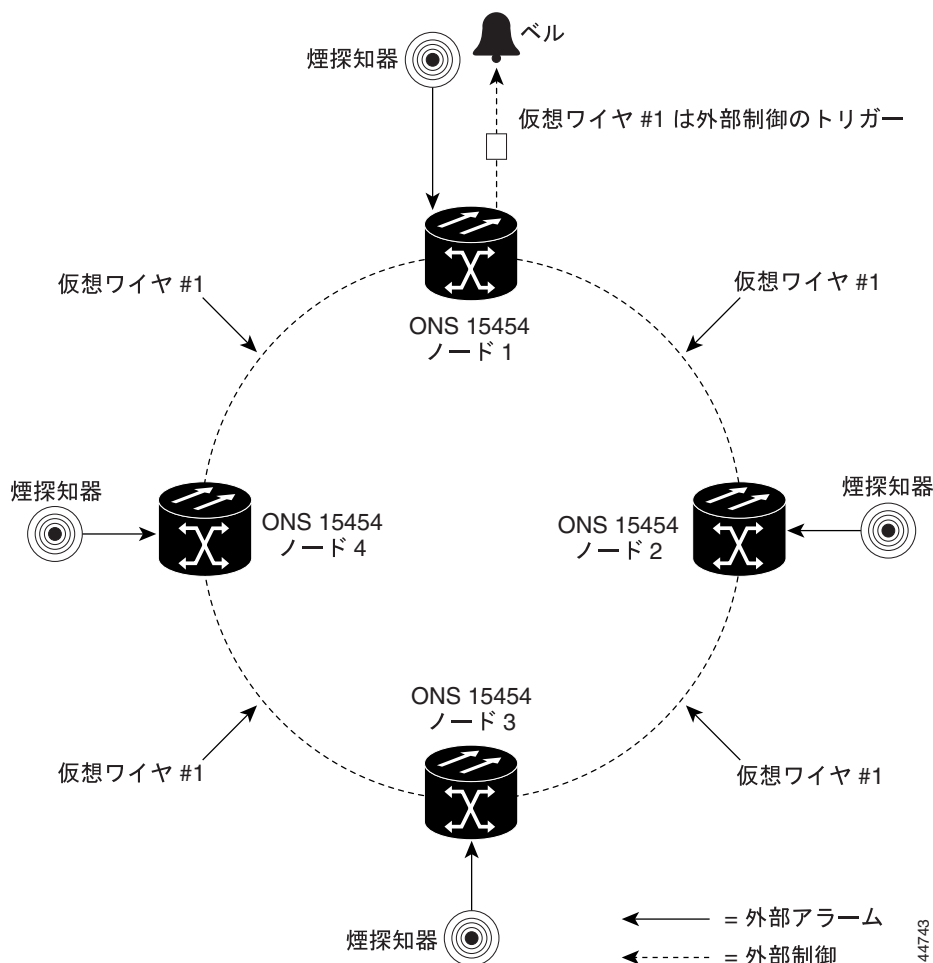 ベル
煙探知器
仮想ワイヤ #1 は外部制御のトリガー
仮想ワイヤ #1
仮想ワイヤ #1
ONS 15454
ノード 1
煙探知器
ONS 15454
ノード 4
ONS 15454
ノード 2
煙探知器
ONS 15454
ノード 3
仮想ワイヤ #1
仮想ワイヤ #1
煙探知器
= 外部アラーム
= 外部制御
44743